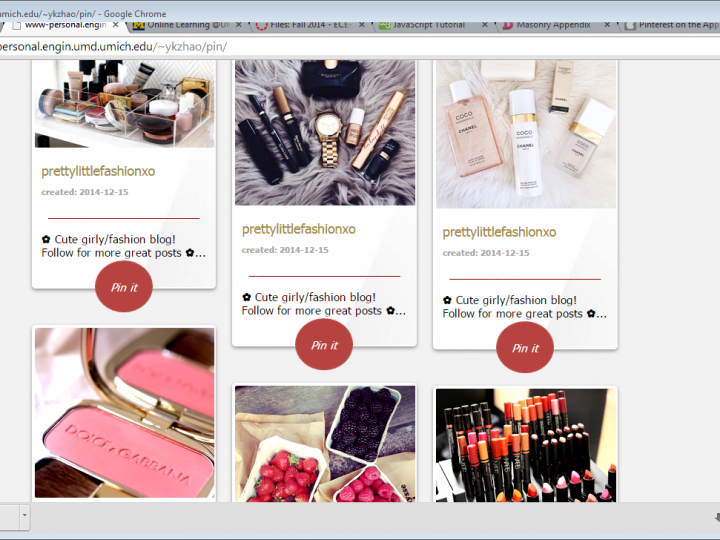 .umich.edu/~ykzhao/pin/ - Google Chrome
www-personal.engin
Online Learning @U
Files: Fall 2014 - ECE-
JavaScript Tutorial
Masonry Appendix
Pinterest on the App
personal.engin.umd.umich.edu/~ykzhao/pin/
COCO
CHANEL
COCO
CHANEL
COCO
CHANEL
prettylittlefashionxo
created: 2014-12-15
✿ Cute girly/fashion blog!
Follow for more great posts ✿...
Pin it
prettylittlefashionxo
created: 2014-12-15
✿ Cute girly/fashion blog!
Follow for more great posts ✿...
Pin it
prettylittlefashionxo
created: 2014-12-15
✿ Cute girly/fashion blog!
Follow for more great posts ✿...
Pin it
DOLCE GABBANA